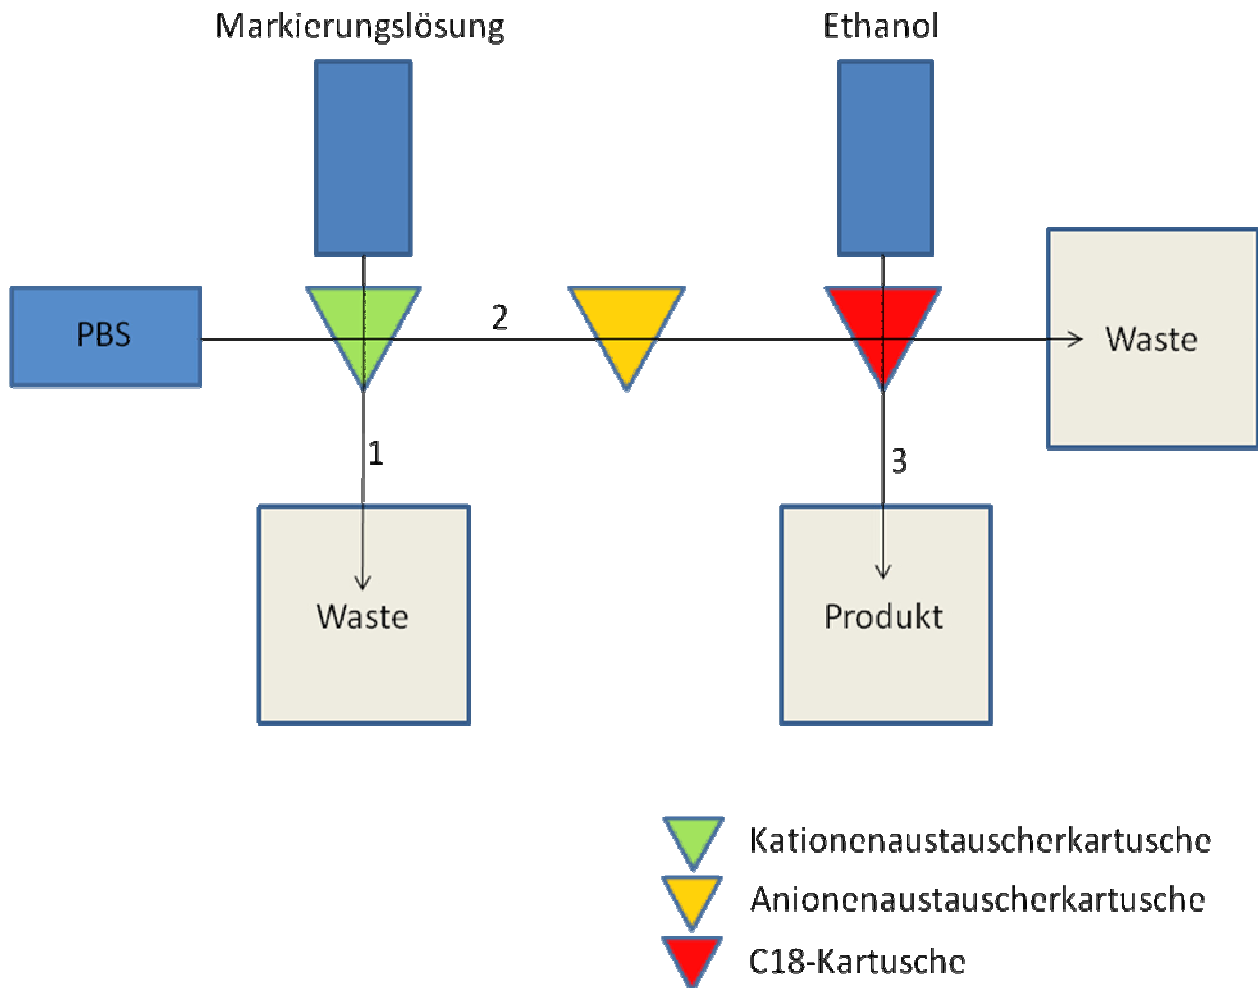 Markierungslösung
Ethanol
PBS
2
Waste
1
3
Waste
Produkt
Kationenaustauscherkartusche
Anionenaustauscherkartusche
C18-Kartusche